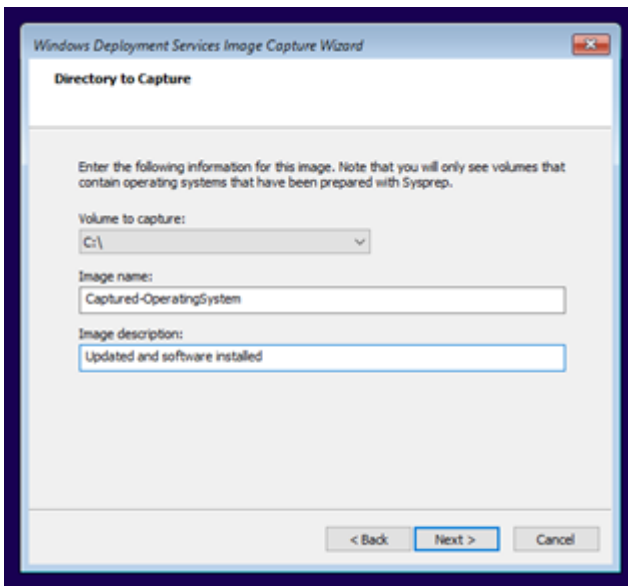 Windows Deployment Services Image Capture Wizard
Directory to Capture
Enter the following information for this image. Note that you will only see volumes that
contain operating systems that have been prepared with Sysprep.
Volume to capture:
C:\
Image name:
Captured-OperatingSystem
Image description:
Updated and software installed
< Back Next > Cancel